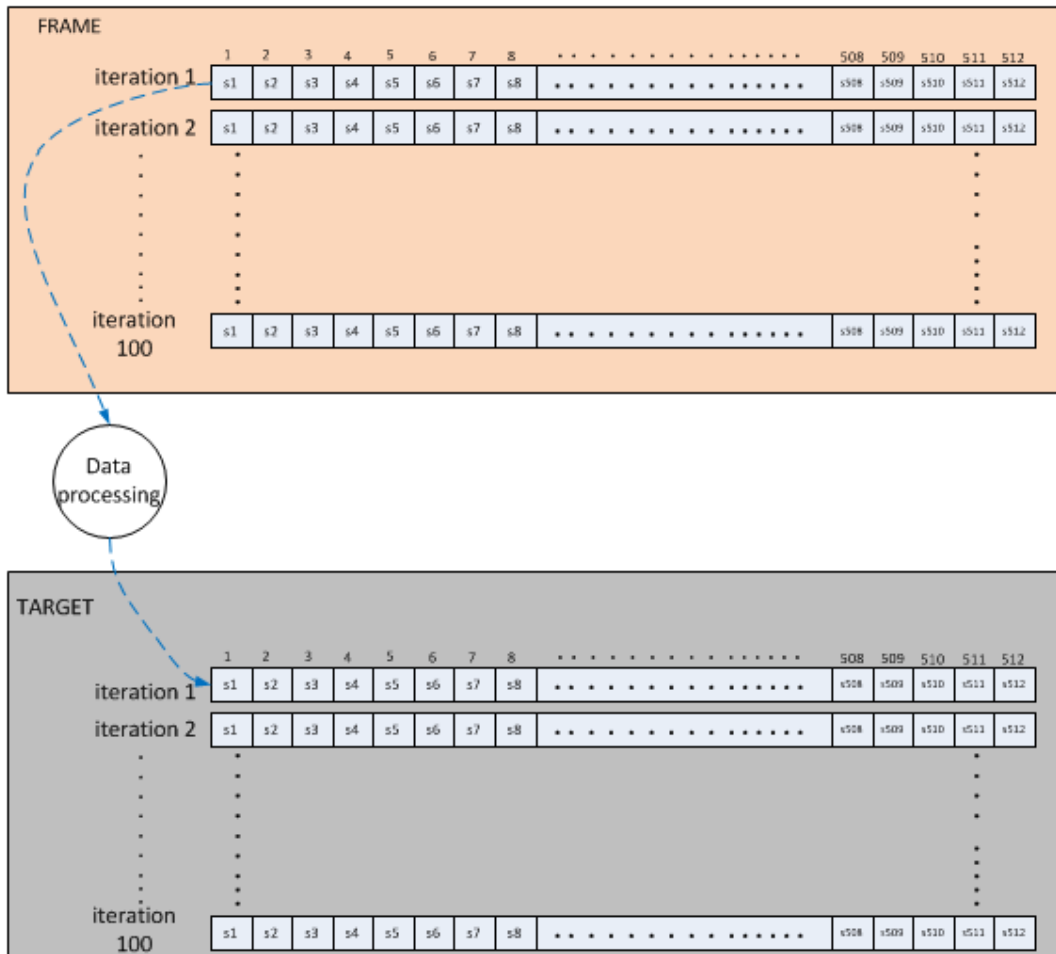 FRAME
1 2 3 4 5 6 7 8 508 509 510 511 512
iteration 1 s1 s2 s3 s4 s5 s6 s7 s8 s508 s509 s510 s511 s512
iteration 2 s1 s2 s3 s4 s5 s6 s7 s8 s508 s509 s510 s511 s512
iteration
100
s1 s2 s3 s4 s5 s6 s7 s8 s508 s509 s510 s511 s512
Data
processing
TARGET
1 2 3 4 5 6 7 8 508 509 510 511 512
iteration 1 s1 s2 s3 s4 s5 s6 s7 s8 s508 s509 s510 s511 s512
iteration 2 s1 s2 s3 s4 s5 s6 s7 s8 s508 s509 s510 s511 s512
iteration
100
s1 s2 s3 s4 s5 s6 s7 s8 s508 s509 s510 s511 s512